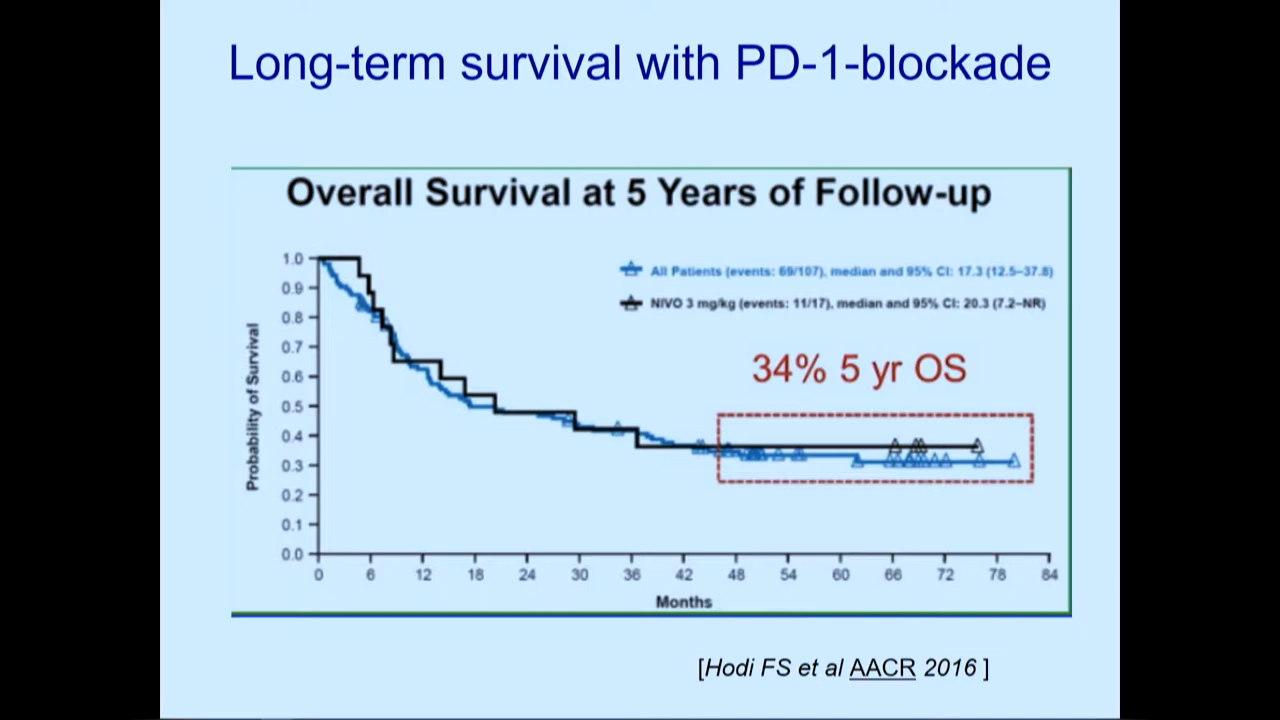 Long-term survival with PD-1-blockade
Overall Survival at 5 Years of Follow-up
All Patients (events: 69/107), median and 95% CI: 17.3 (12.5–37.8)
NIVO 3 mg/kg (events: 11/17), median and 95% CI: 20.3 (7.2–NR)
34% 5 yr OS
Probability of Survival
1.0
0.9
0.8
0.7
0.6
0.5
0.4
0.3
0.2
0.1
0.0
0 6 12 18 24 30 36 42 48 54 60 66 72 78 84
Months
[Hodi FS et al AACR 2016 ]